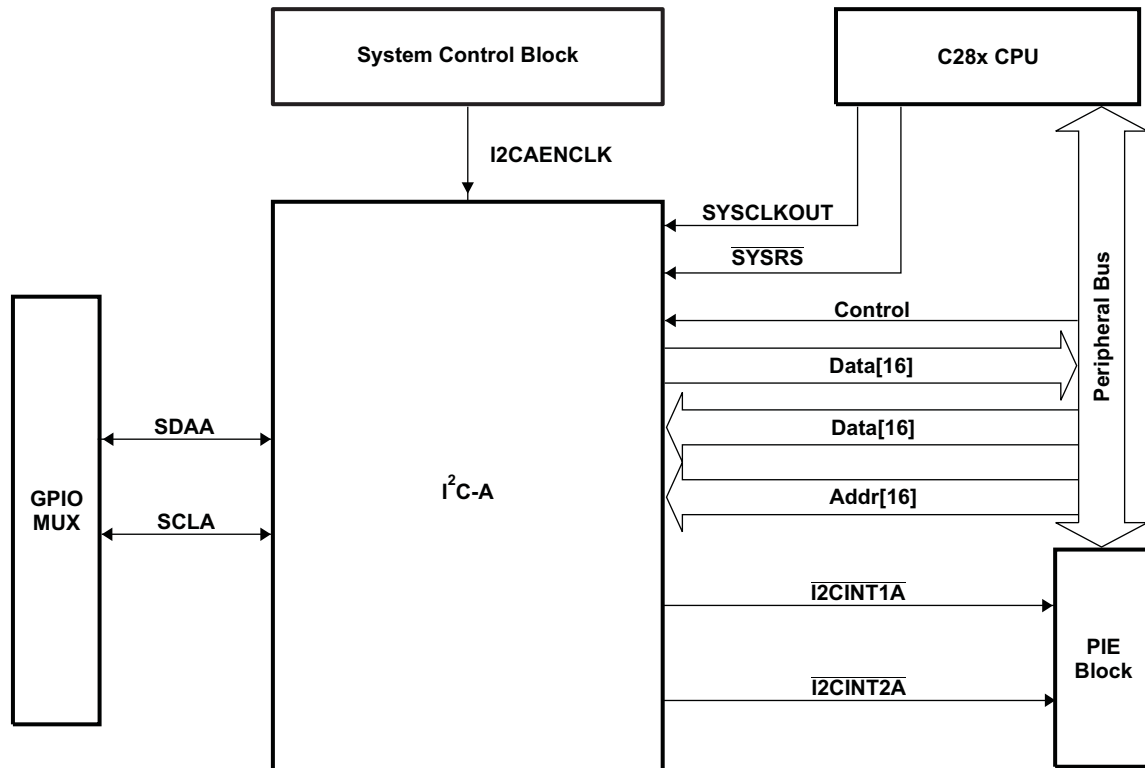 System Control Block
C28x CPU
I2CAENCLK
SYSCLKOUT
SYSRS
Control
Data[16]
Data[16]
Addr[16]
Peripheral Bus
SDAA
SCLA
GPIO
MUX
I²C-A
I2CINT1A
I2CINT2A
PIE
Block